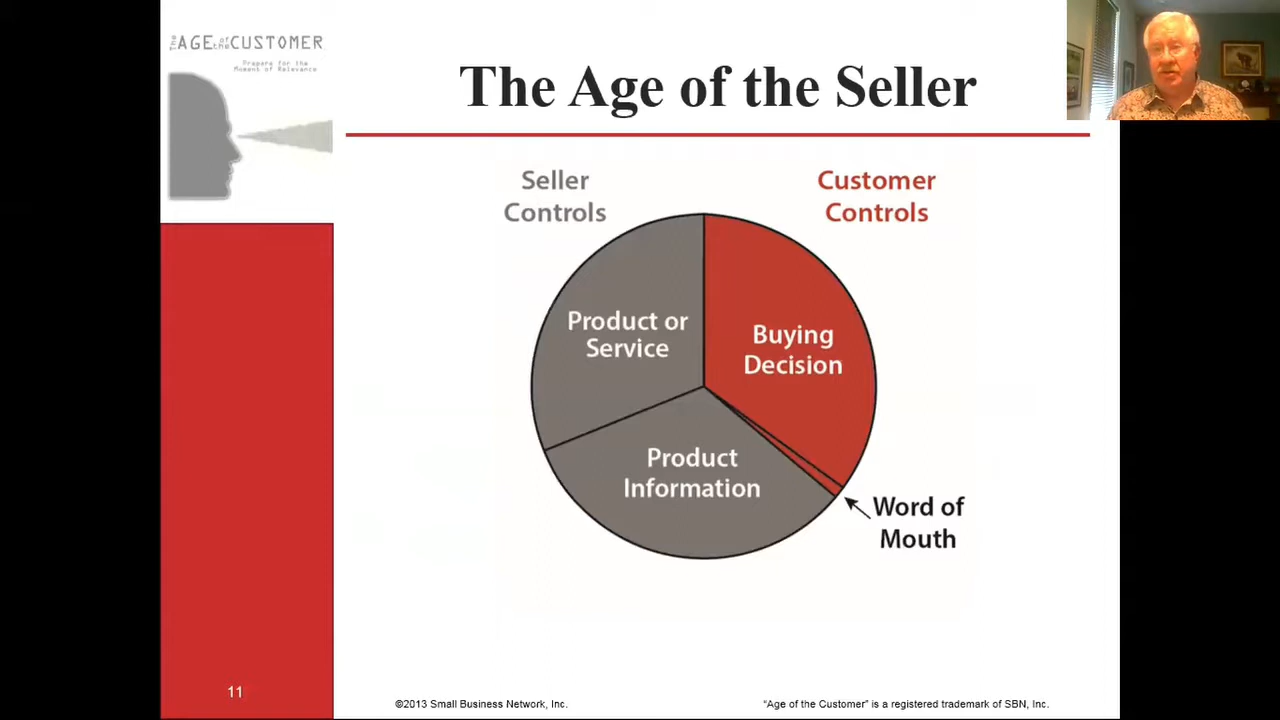 The AGE of the CUSTOMER
Prepare for the
Moment of Relevance
The Age of the Seller
Seller
Controls
Customer
Controls
Product or
Service
Buying
Decision
Product
Information
Word of
Mouth
11
©2013 Small Business Network, Inc.
“Age of the Customer” is a registered trademark of SBN, Inc.